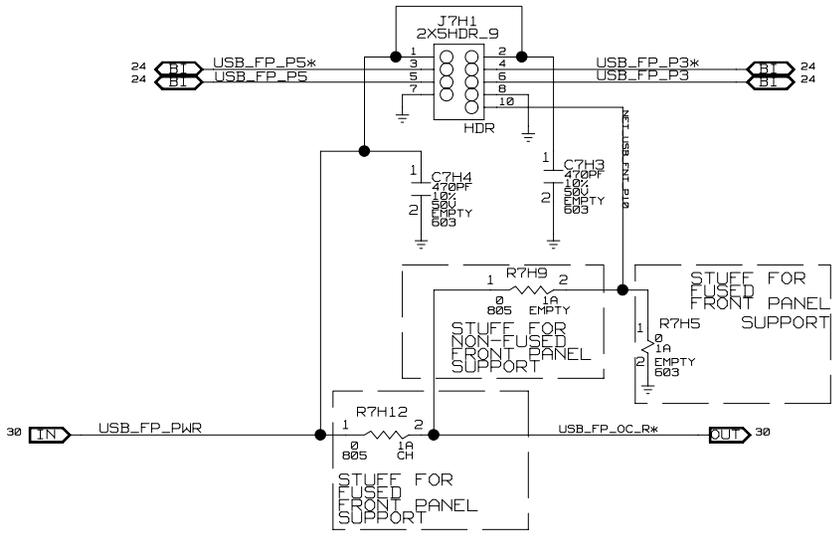 J7H1
2X5HDR_9
1 2
24 BI USB_FP_P5* 3 4 USB_FP_P3* BI 24
24 BI USB_FP_P5 5 6 USB_FP_P3 BI 24
7 8
10
HDR
NET_USB_FNT_P10
1
C7H4
470PF
10%
50V
2
EMPTY
603
1
C7H3
470PF
10%
50V
2
EMPTY
603
R7H9
1 2
0 1A
805 EMPTY
STUFF FOR
NON-FUSED
FRONT PANEL
SUPPORT
STUFF FOR
FUSED
FRONT PANEL
SUPPORT
1
R7H5
0
1A
2
EMPTY
603
R7H12
30 IN USB_FP_PWR 1 2 USB_FP_OC_R* OUT 30
0 1A
805 CH
STUFF FOR
FUSED
FRONT PANEL
SUPPORT